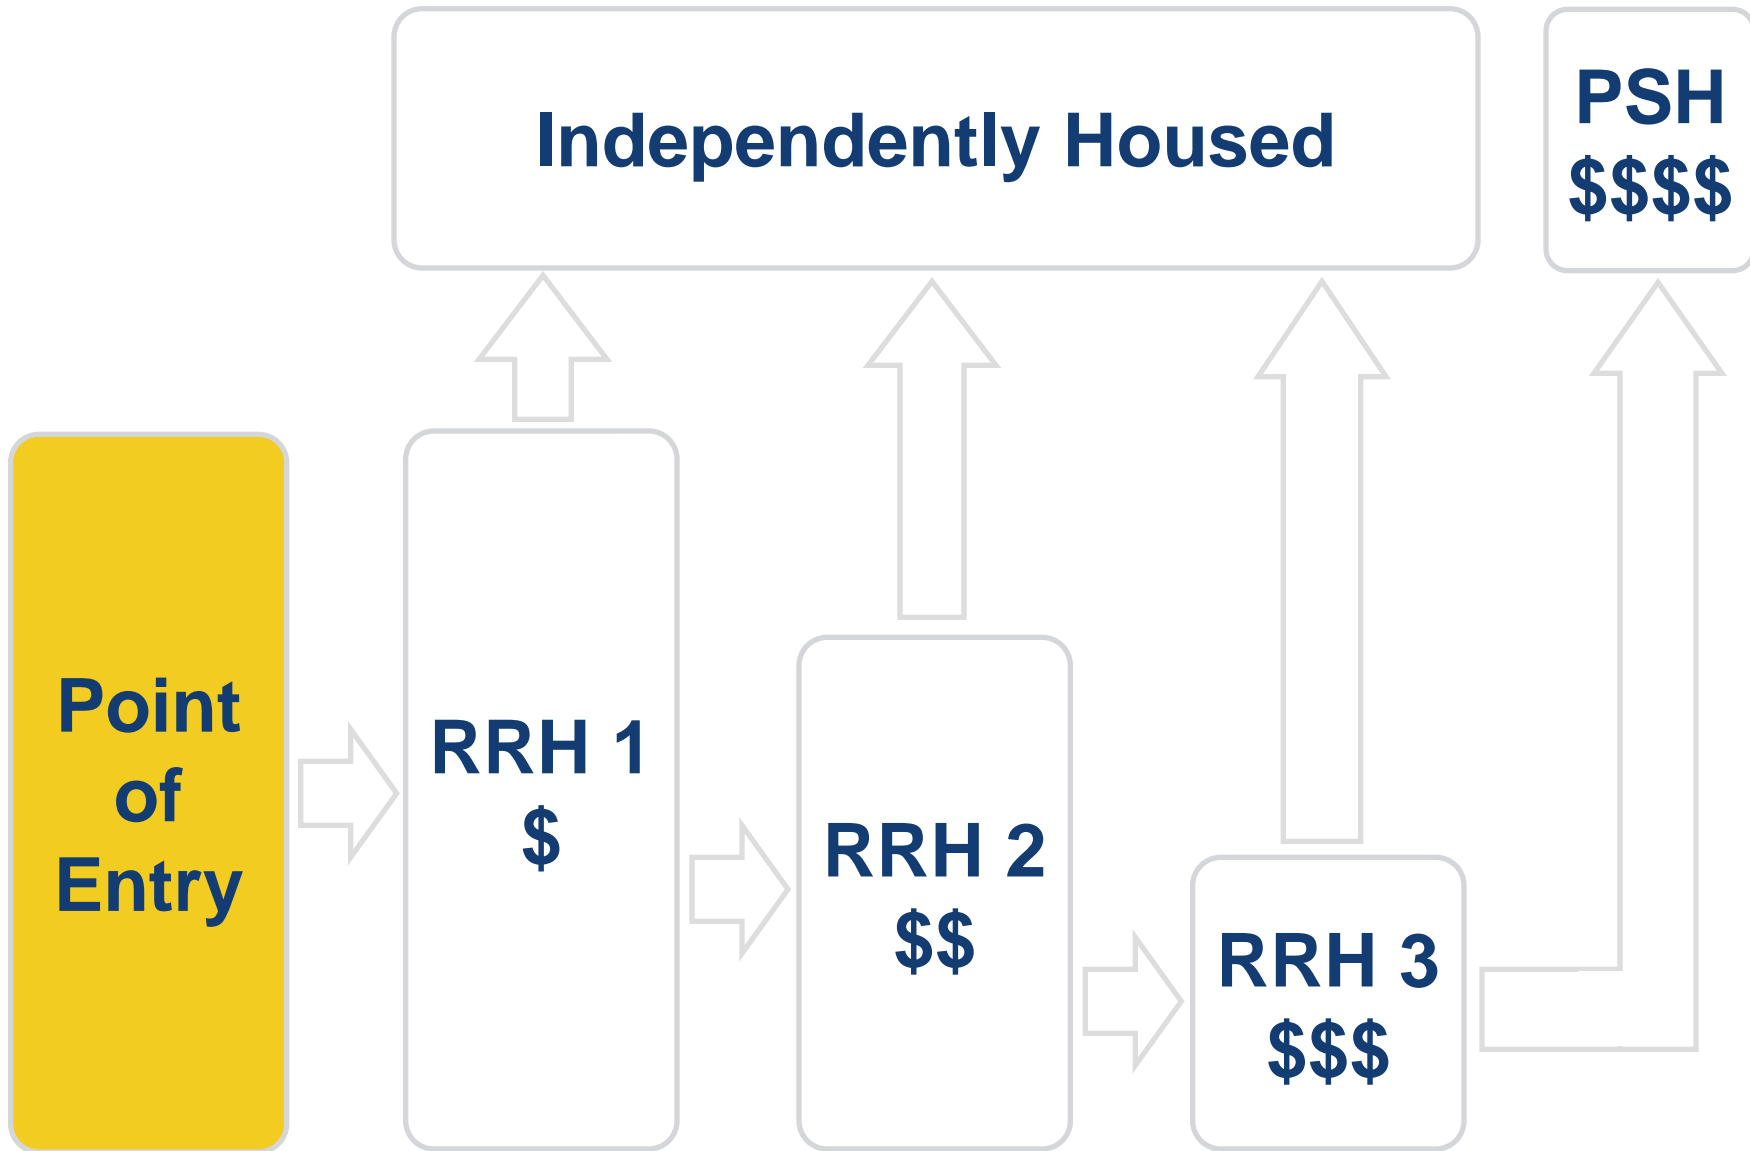 Independently Housed
PSH
$$$$
Point
of
Entry
RRH 1
$
RRH 2
$$
RRH 3
$$$